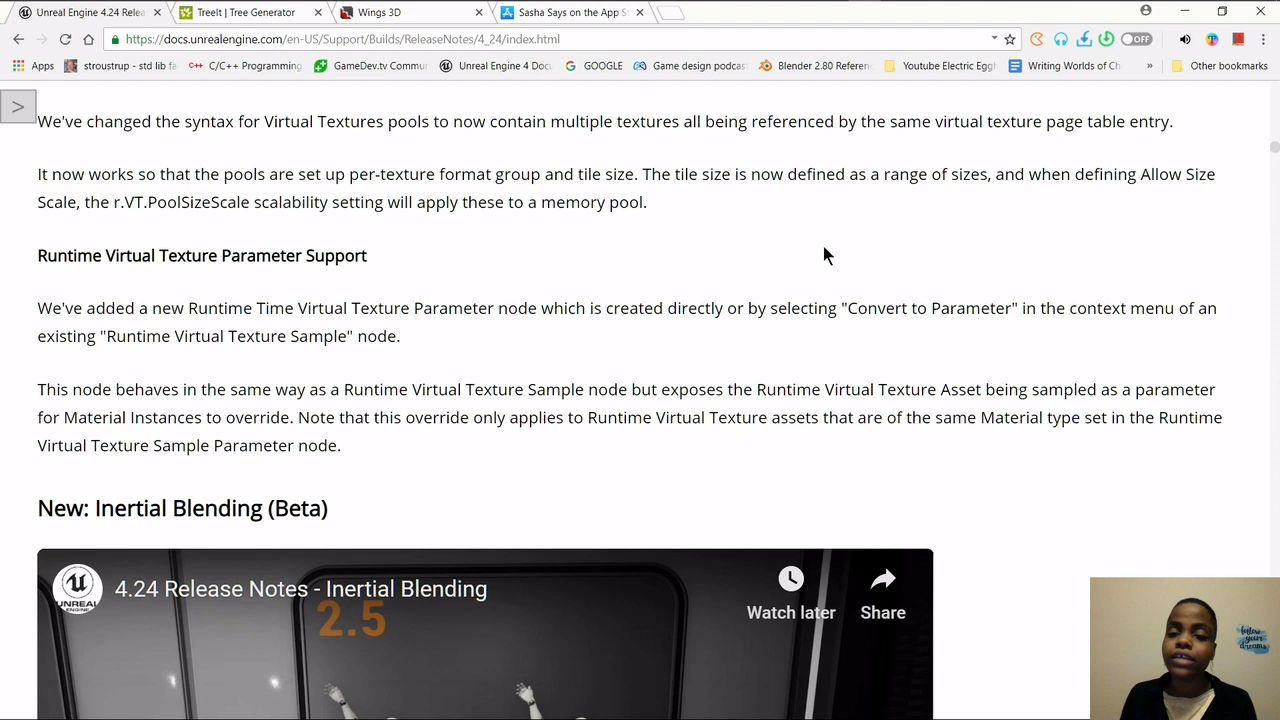 Unreal Engine 4.24 Relea
TreeIt | Tree Generator
Wings 3D
Sasha Says on the App S
https://docs.unrealengine.com/en-US/Support/Builds/ReleaseNotes/4_24/index.html
OFF
Apps
stroustrup - std lib fa
C/C++ Programming
GameDev.tv Commu
Unreal Engine 4 Docu
GOOGLE
Game design podcas
Blender 2.80 Referen
Youtube Electric Eggh
Writing Worlds of Ch
»
Other bookmarks
>
We've changed the syntax for Virtual Textures pools to now contain multiple textures all being referenced by the same virtual texture page table entry.
It now works so that the pools are set up per-texture format group and tile size. The tile size is now defined as a range of sizes, and when defining Allow Size
Scale, the r.VT.PoolSizeScale scalability setting will apply these to a memory pool.
Runtime Virtual Texture Parameter Support
We've added a new Runtime Time Virtual Texture Parameter node which is created directly or by selecting "Convert to Parameter" in the context menu of an
existing "Runtime Virtual Texture Sample" node.
This node behaves in the same way as a Runtime Virtual Texture Sample node but exposes the Runtime Virtual Texture Asset being sampled as a parameter
for Material Instances to override. Note that this override only applies to Runtime Virtual Texture assets that are of the same Material type set in the Runtime
Virtual Texture Sample Parameter node.
New: Inertial Blending (Beta)
UNREAL
ENGINE
4.24 Release Notes - Inertial Blending
2.5
Watch later
Share
follow
your
dreams